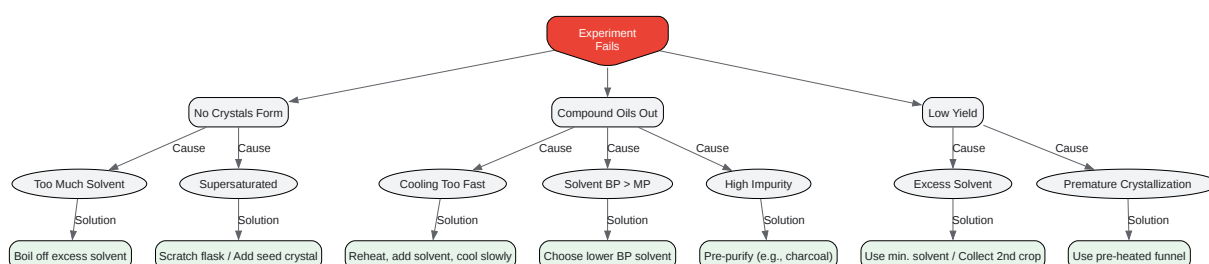 Experiment
Fails
No Crystals Form
Compound Oils Out
Low Yield
Cause
Cause
Cause
Cause
Cause
Cause
Cause
Too Much Solvent
Supersaturated
Cooling Too Fast
Solvent BP > MP
High Impurity
Excess Solvent
Premature Crystallization
Solution
Solution
Solution
Solution
Solution
Solution
Solution
Boil off excess solvent
Scratch flask / Add seed crystal
Reheat, add solvent, cool slowly
Choose lower BP solvent
Pre-purify (e.g., charcoal)
Use min. solvent / Collect 2nd crop
Use pre-heated funnel